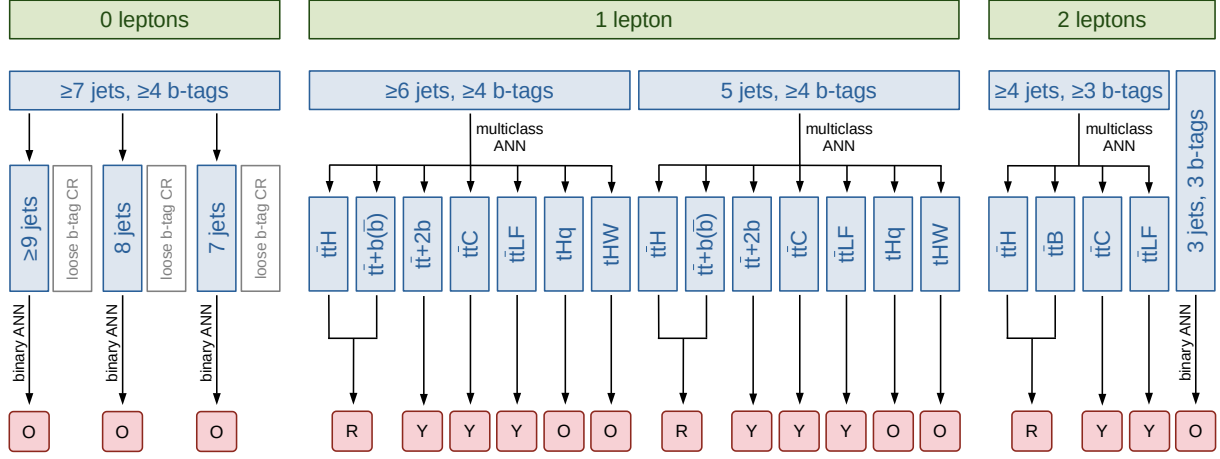 0 leptons
1 lepton
2 leptons
≥7 jets, ≥4 b-tags
≥6 jets, ≥4 b-tags
5 jets, ≥4 b-tags
≥4 jets, ≥3 b-tags
3 jets, 3 b-tags
multiclass
ANN
multiclass
ANN
multiclass
ANN
≥9 jets
loose b-tag CR
8 jets
loose b-tag CR
7 jets
loose b-tag CR
tt̄H
tt̄+b(b̄)
tt̄+2b
tt̄C
tt̄LF
tHq
tHW
tt̄H
tt̄+b(b̄)
tt̄+2b
tt̄C
tt̄LF
tHq
tHW
tt̄H
tt̄B
tt̄C
tt̄LF
binary ANN
binary ANN
binary ANN
binary ANN
O O O R Y Y Y O O R Y Y Y O O R Y Y O